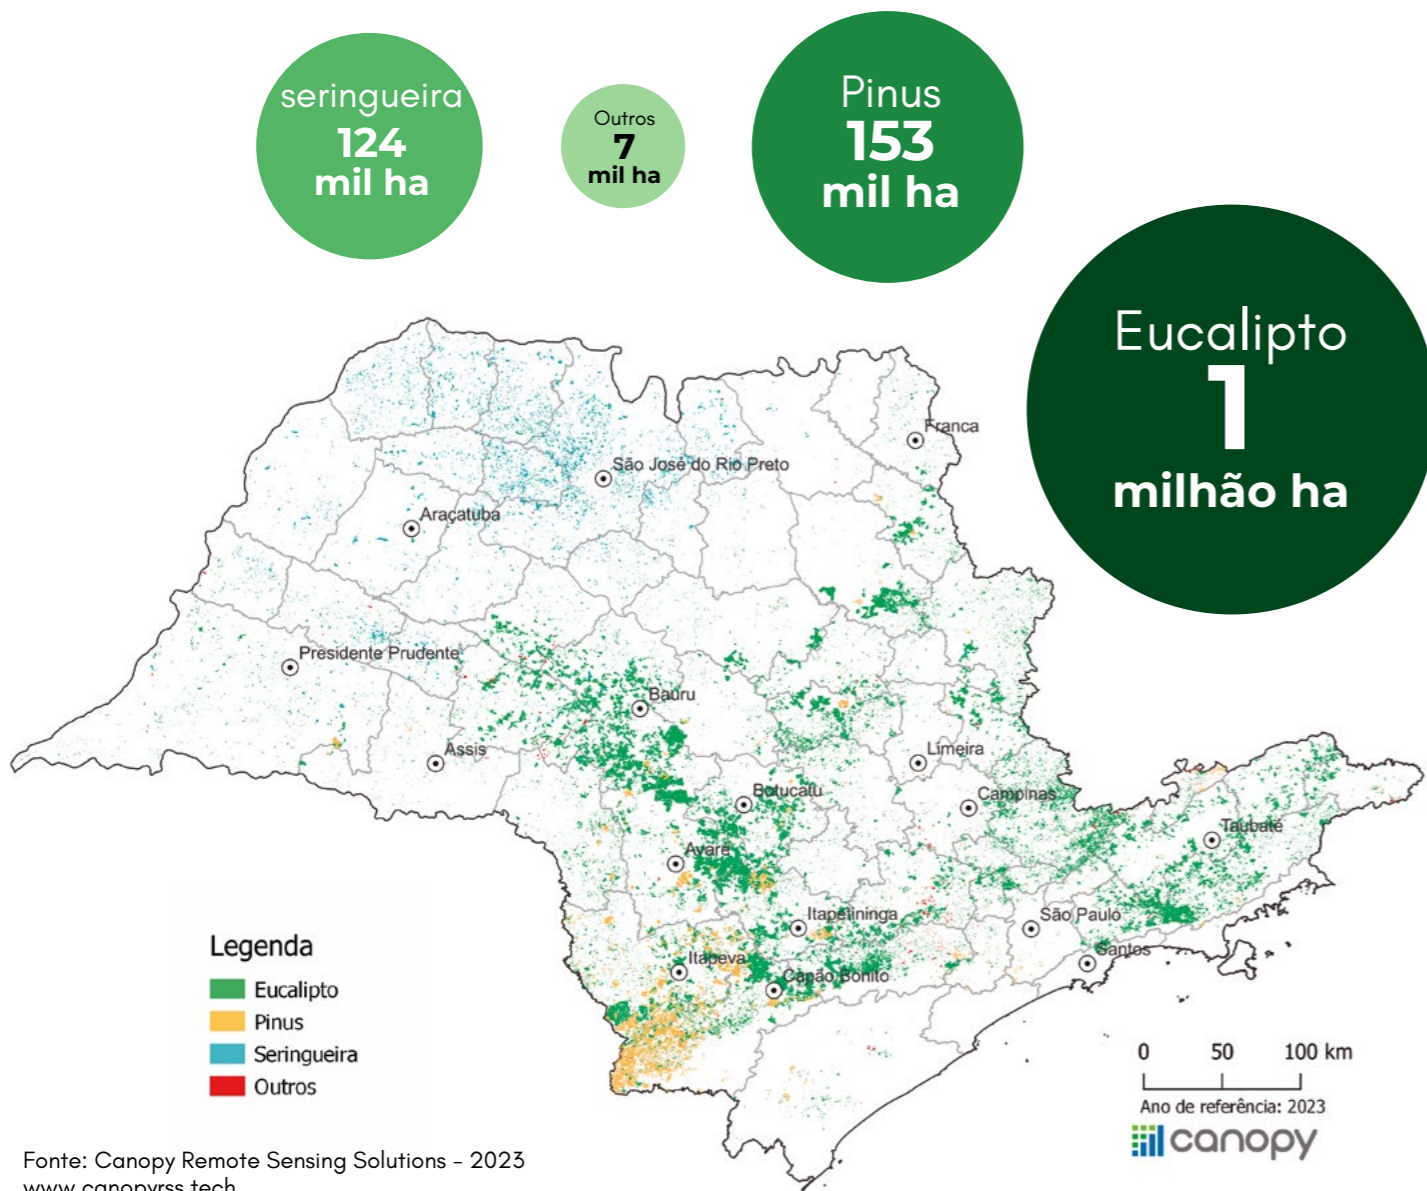 seringueira
124
mil ha
Outros
7
mil ha
Pinus
153
mil ha
Eucalipto
1
milhão ha
Franca
São José do Rio Preto
Araçatuba
Presidente Prudente
Bauru
Assis
Limeira
Botucatu
Campinas
Taubaté
Avaré
Itapetininga
São Paulo
Santos
Itapeva
Capão Bonito
Legenda
Eucalipto
Pinus
Seringueira
Outros
0 50 100 km
Ano de referência: 2023
canopy
Fonte: Canopy Remote Sensing Solutions - 2023
www.canopyrss.tech